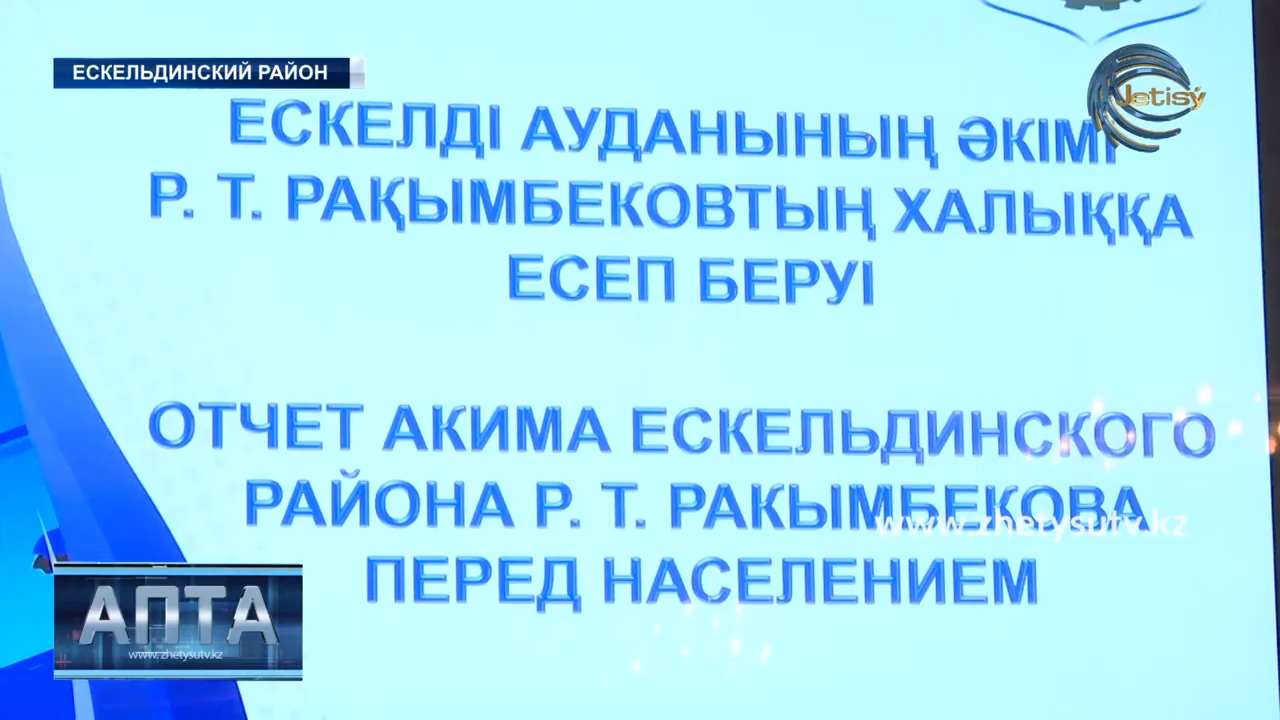 ЕСКЕЛЬДИНСКИЙ РАЙОН
Jetisý
ЕСКЕЛДІ АУДАНЫНЫҢ ӘКІМІ
Р. Т. РАҚЫМБЕКОВТЫҢ ХАЛЫҚҚА
ЕСЕП БЕРУІ
ОТЧЕТ АКИМА ЕСКЕЛЬДИНСКОГО
РАЙОНА Р. Т. РАКЫМБЕКОВА
www.zhetysutv.kz
ПЕРЕД НАСЕЛЕНИЕМ
АПТА
www.zhetysutv.kz